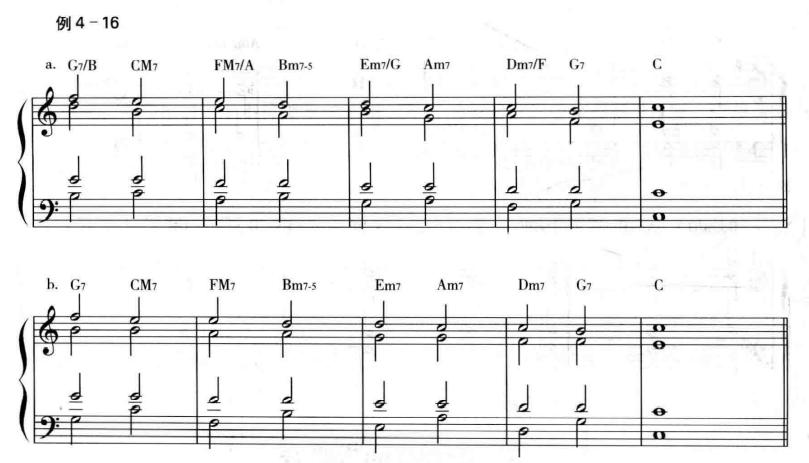 例 4－16
a. G7/B CM7 FM7/A Bm7-5 Em7/G Am7 Dm7/F G7 C
b. G7 CM7 FM7 Bm7-5 Em7 Am7 Dm7 G7 C